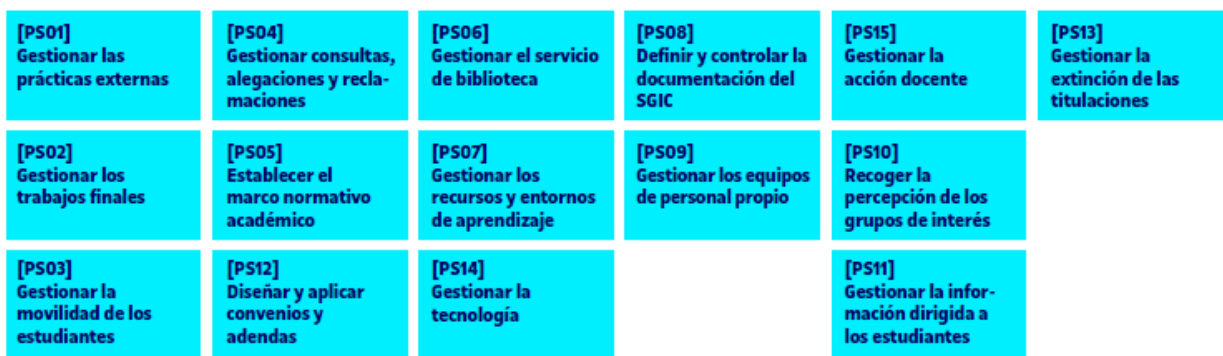 [PS01]
Gestionar las
prácticas externas
[PS04]
Gestionar consultas,
alegaciones y recla-
maciones
[PS06]
Gestionar el servicio
de biblioteca
[PS08]
Definir y controlar la
documentación del
SGIC
[PS15]
Gestionar la
acción docente
[PS13]
Gestionar la
extinción de las
titulaciones
[PS02]
Gestionar los
trabajos finales
[PS05]
Establecer el
marco normativo
académico
[PS07]
Gestionar los
recursos y entornos
de aprendizaje
[PS09]
Gestionar los equipos
de personal propio
[PS10]
Recoger la
percepción de los
grupos de interés
[PS03]
Gestionar la
movilidad de los
estudiantes
[PS12]
Diseñar y aplicar
convenios y
adendas
[PS14]
Gestionar la
tecnología
[PS11]
Gestionar la infor-
mación dirigida a
los estudiantes